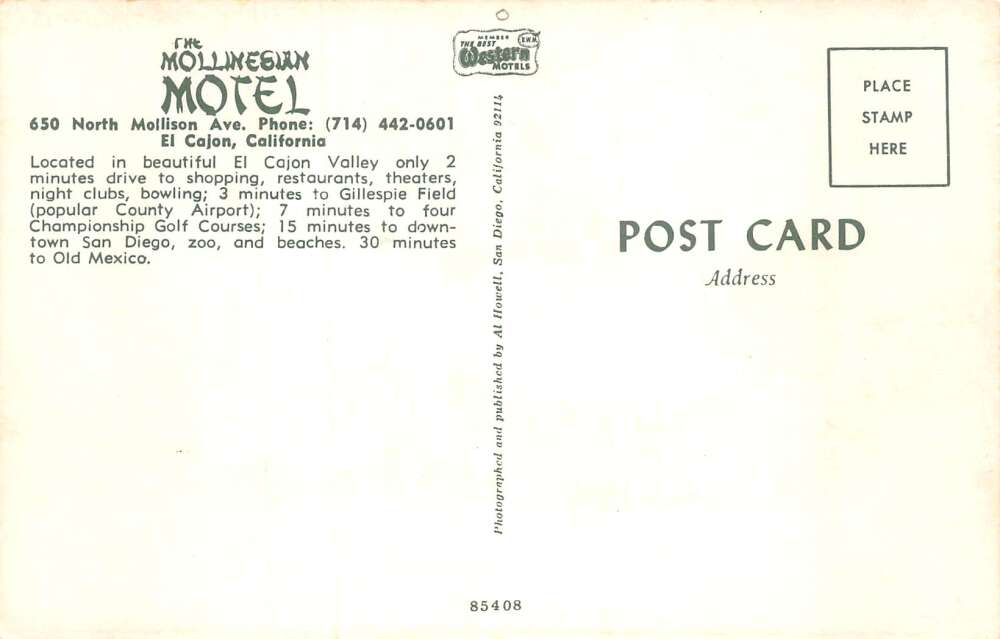 THE
MOLLINESIAN
MOTEL
650 North Mollison Ave. Phone: (714) 442-0601
El Cajon, California
Located in beautiful El Cajon Valley only 2
minutes drive to shopping, restaurants, theaters,
night clubs, bowling; 3 minutes to Gillespie Field
(popular County Airport); 7 minutes to four
Championship Golf Courses; 15 minutes to down-
town San Diego, zoo, and beaches. 30 minutes
to Old Mexico.
MEMBER
THE BEST
B.W.M.
Western
MOTELS
Photographed and published by Al Howell, San Diego, California 92114
85408
PLACE
STAMP
HERE
POST CARD
Address